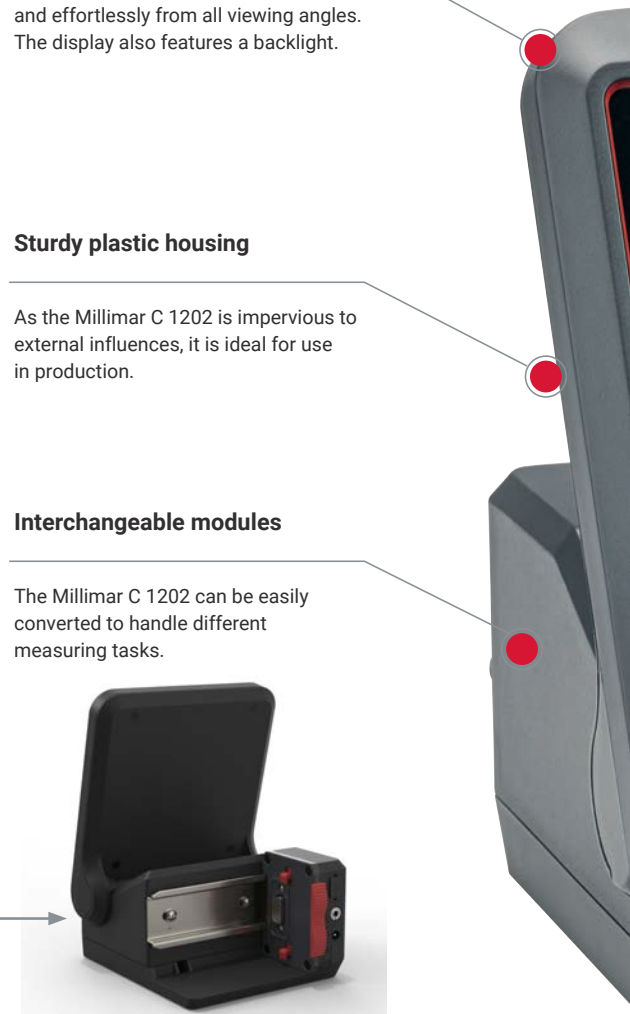 and effortlessly from all viewing angles.
The display also features a backlight.
Sturdy plastic housing
As the Millimar C 1202 is impervious to
external influences, it is ideal for use
in production.
Interchangeable modules
The Millimar C 1202 can be easily
converted to handle different
measuring tasks.